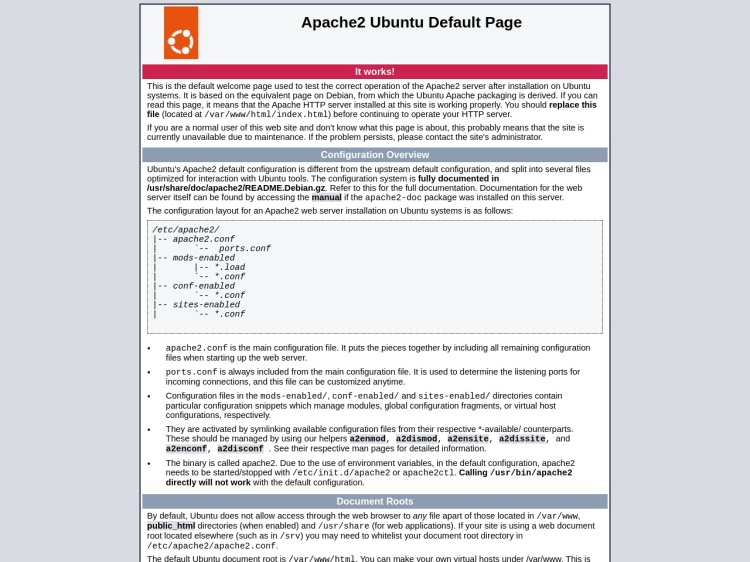 Apache2 Ubuntu Default Page
It works!
This is the default welcome page used to test the correct operation of the Apache2 server after installation on Ubuntu
systems. It is based on the equivalent page on Debian, from which the Ubuntu Apache packaging is derived. If you can
read this page, it means that the Apache HTTP server installed at this site is working properly. You should replace this
file (located at /var/www/html/index.html) before continuing to operate your HTTP server.
If you are a normal user of this web site and don't know what this page is about, this probably means that the site is
currently unavailable due to maintenance. If the problem persists, please contact the site's administrator.
Configuration Overview
Ubuntu's Apache2 default configuration is different from the upstream default configuration, and split into several files
optimized for interaction with Ubuntu tools. The configuration system is fully documented in
/usr/share/doc/apache2/README.Debian.gz. Refer to this for the full documentation. Documentation for the web
server itself can be found by accessing the manual if the apache2-doc package was installed on this server.
The configuration layout for an Apache2 web server installation on Ubuntu systems is as follows:
/etc/apache2/
|-- apache2.conf
|       `--  ports.conf
|-- mods-enabled
|       |-- *.load
|       `-- *.conf
|-- conf-enabled
|       `-- *.conf
|-- sites-enabled
|       `-- *.conf
• apache2.conf is the main configuration file. It puts the pieces together by including all remaining configuration
files when starting up the web server.
• ports.conf is always included from the main configuration file. It is used to determine the listening ports for
incoming connections, and this file can be customized anytime.
• Configuration files in the mods-enabled/, conf-enabled/ and sites-enabled/ directories contain
particular configuration snippets which manage modules, global configuration fragments, or virtual host
configurations, respectively.
• They are activated by symlinking available configuration files from their respective *-available/ counterparts.
These should be managed by using our helpers a2enmod, a2dismod, a2ensite, a2dissite, and
a2enconf, a2disconf . See their respective man pages for detailed information.
• The binary is called apache2. Due to the use of environment variables, in the default configuration, apache2
needs to be started/stopped with /etc/init.d/apache2 or apache2ctl. Calling /usr/bin/apache2
directly will not work with the default configuration.
Document Roots
By default, Ubuntu does not allow access through the web browser to any file apart of those located in /var/www,
public_html directories (when enabled) and /usr/share (for web applications). If your site is using a web document
root located elsewhere (such as in /srv) you may need to whitelist your document root directory in
/etc/apache2/apache2.conf.
The default Ubuntu document root is /var/www/html. You can make your own virtual hosts under /var/www. This is